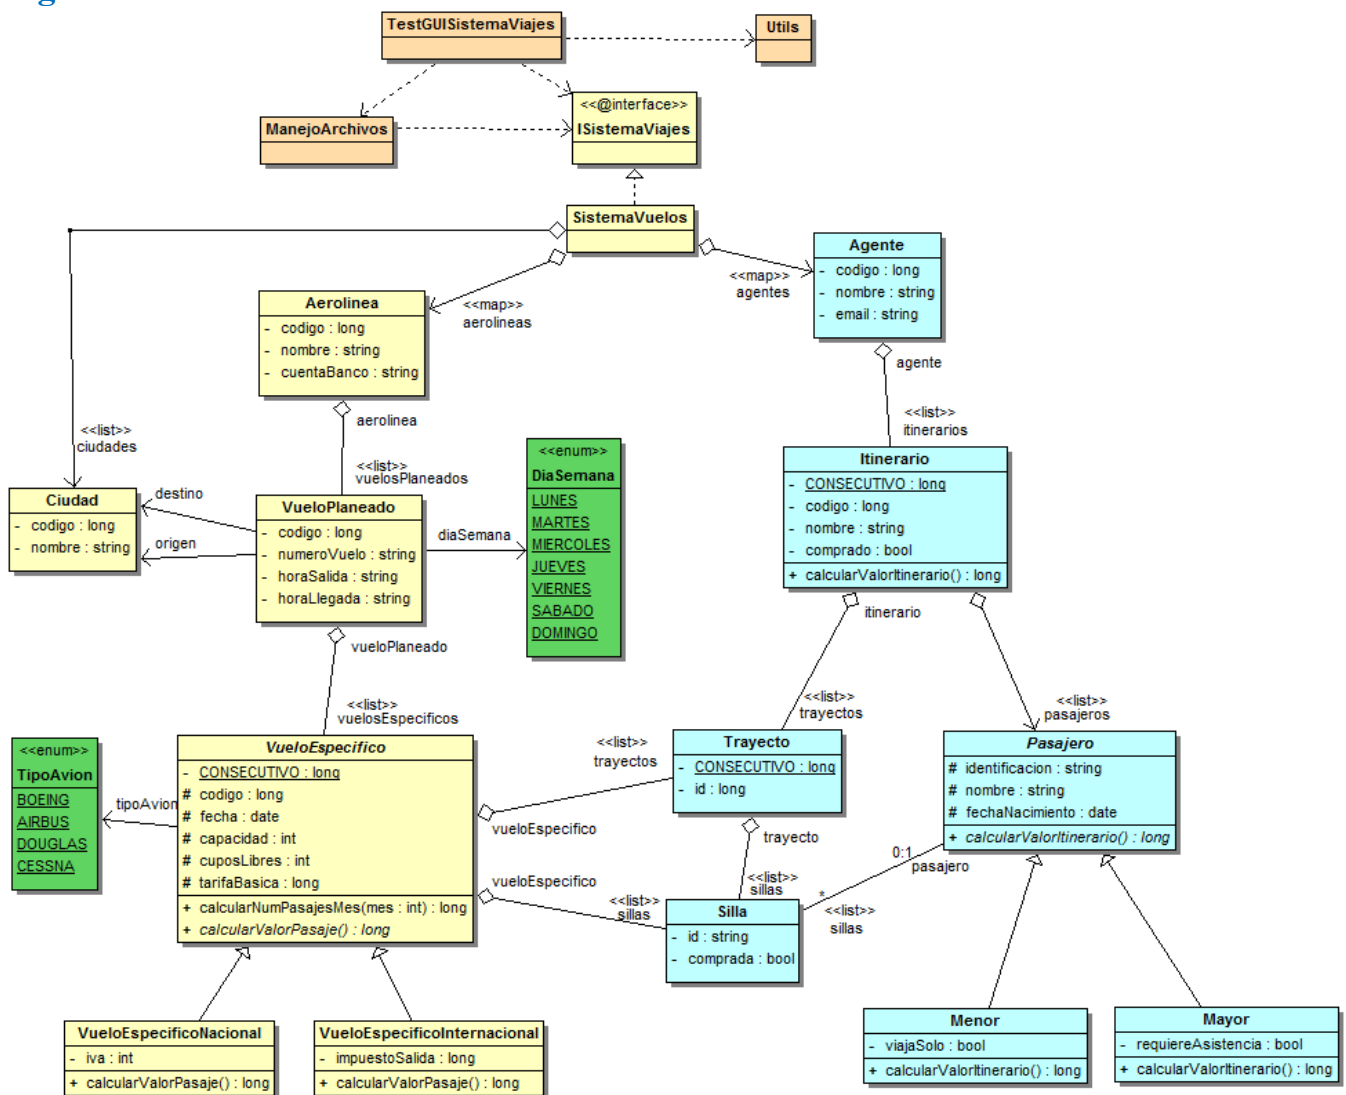 TestGUISistemaViajes
Utils
<<@interface>>
ISistemaViajes
ManejoArchivos
SistemaVuelos
Agente
- codigo : long
- nombre : string
- email : string
<<map>>
agentes
<<map>>
aerolineas
Aerolinea
- codigo : long
- nombre : string
- cuentaBanco : string
agente
aerolinea
<<list>>
itinerarios
<<list>>
ciudades
<<list>>
vuelosPlaneados
<<enum>>
DiaSemana
LUNES
MARTES
MIERCOLES
JUEVES
VIERNES
SABADO
DOMINGO
Itinerario
- CONSECUTIVO : long
- codigo : long
- nombre : string
- comprado : bool
+ calcularValorItinerario() : long
Ciudad
- codigo : long
- nombre : string
destino
origen
VueloPlaneado
- codigo : long
- numeroVuelo : string
- horaSalida : string
- horaLlegada : string
diaSemana
itinerario
vueloPlaneado
<<list>>
vuelosEspecificos
<<list>>
trayectos
<<list>>
pasajeros
<<enum>>
TipoAvion
BOEING
AIRBUS
DOUGLAS
CESSNA
tipoAvion
VueloEspecifico
- CONSECUTIVO : long
# codigo : long
# fecha : date
# capacidad : int
# cuposLibres : int
# tarifaBasica : long
+ calcularNumPasajesMes(mes : int) : long
+ calcularValorPasaje() : long
<<list>>
trayectos
vueloEspecifico
Trayecto
- CONSECUTIVO : long
- id : long
Pasajero
# identificacion : string
# nombre : string
# fechaNacimiento : date
+ calcularValorItinerario() : long
trayecto
0:1
pasajero
vueloEspecifico
<<list>>
sillas
<<list>>
sillas
*
<<list>>
sillas
Silla
- id : string
- comprada : bool
VueloEspecificoNacional
- iva : int
+ calcularValorPasaje() : long
VueloEspecificoInternacional
- impuestoSalida : long
+ calcularValorPasaje() : long
Menor
- viajaSolo : bool
+ calcularValorItinerario() : long
Mayor
- requiereAsistencia : bool
+ calcularValorItinerario() : long